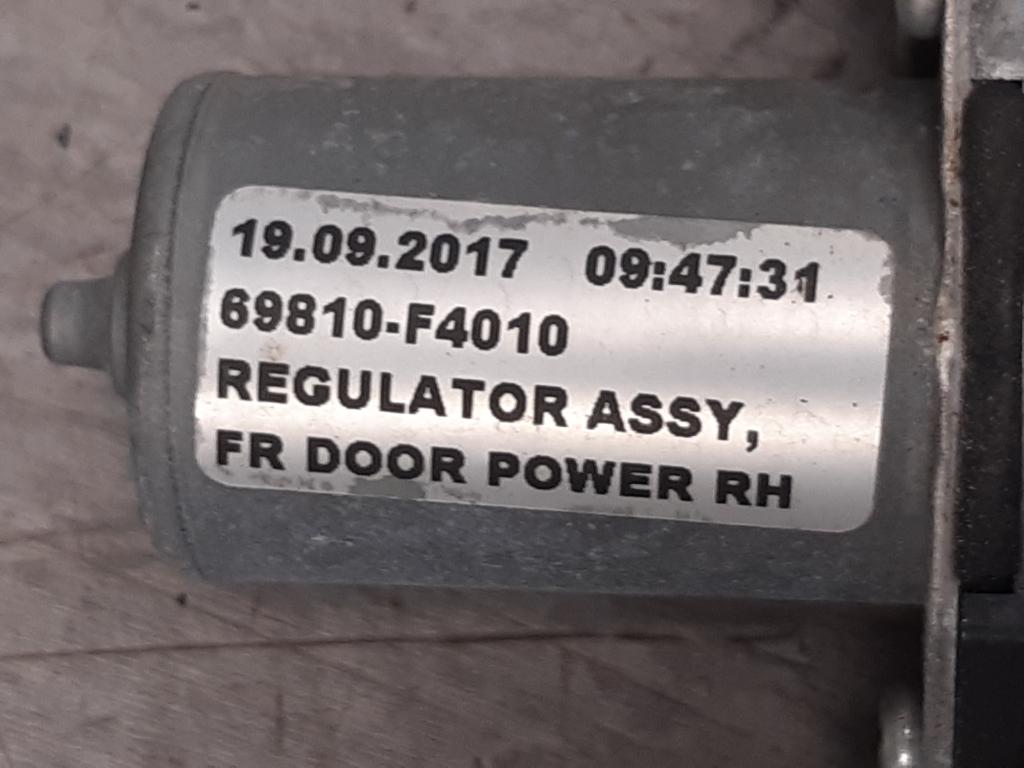 19.09.2017 09:47:31
69810-F4010
REGULATOR ASSY,
FR DOOR POWER RH